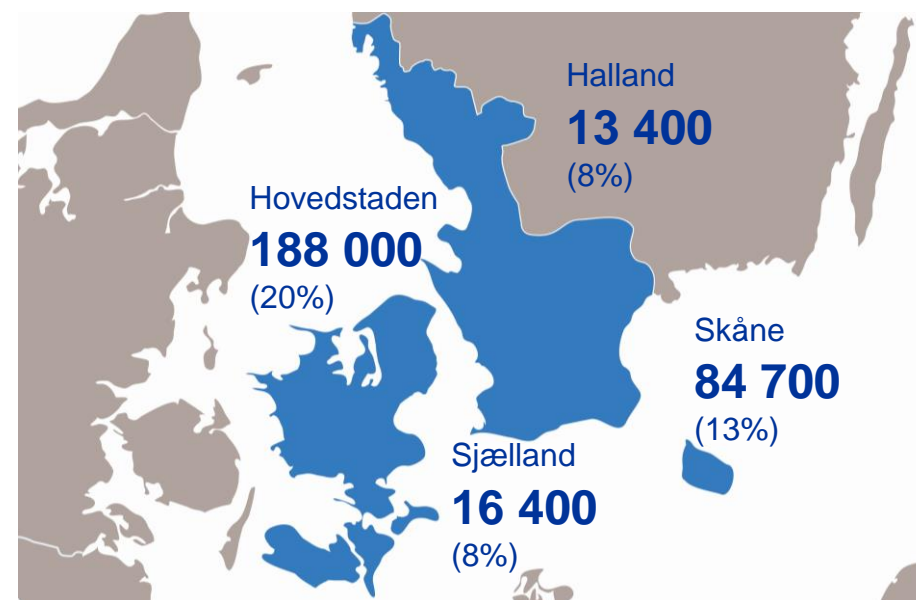 Halland
13 400
(8%)
Hovedstaden
188 000
(20%)
Skåne
84 700
(13%)
Sjælland
16 400
(8%)